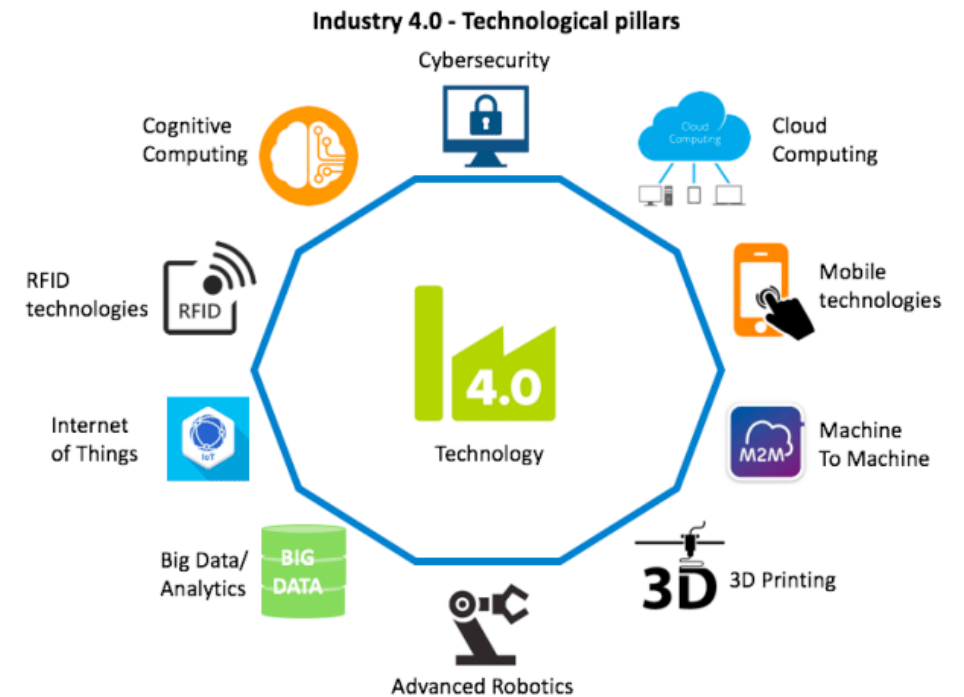 Industry 4.0 - Technological pillars
Cybersecurity
Cognitive
Computing
Cloud
Computing
Cloud
Computing
RFID
technologies
RFID
Mobile
technologies
4.0
Technology
Internet
of Things
IoT
M2M
Machine
To Machine
Big Data/
Analytics
BIG
DATA
3D
3D Printing
Advanced Robotics